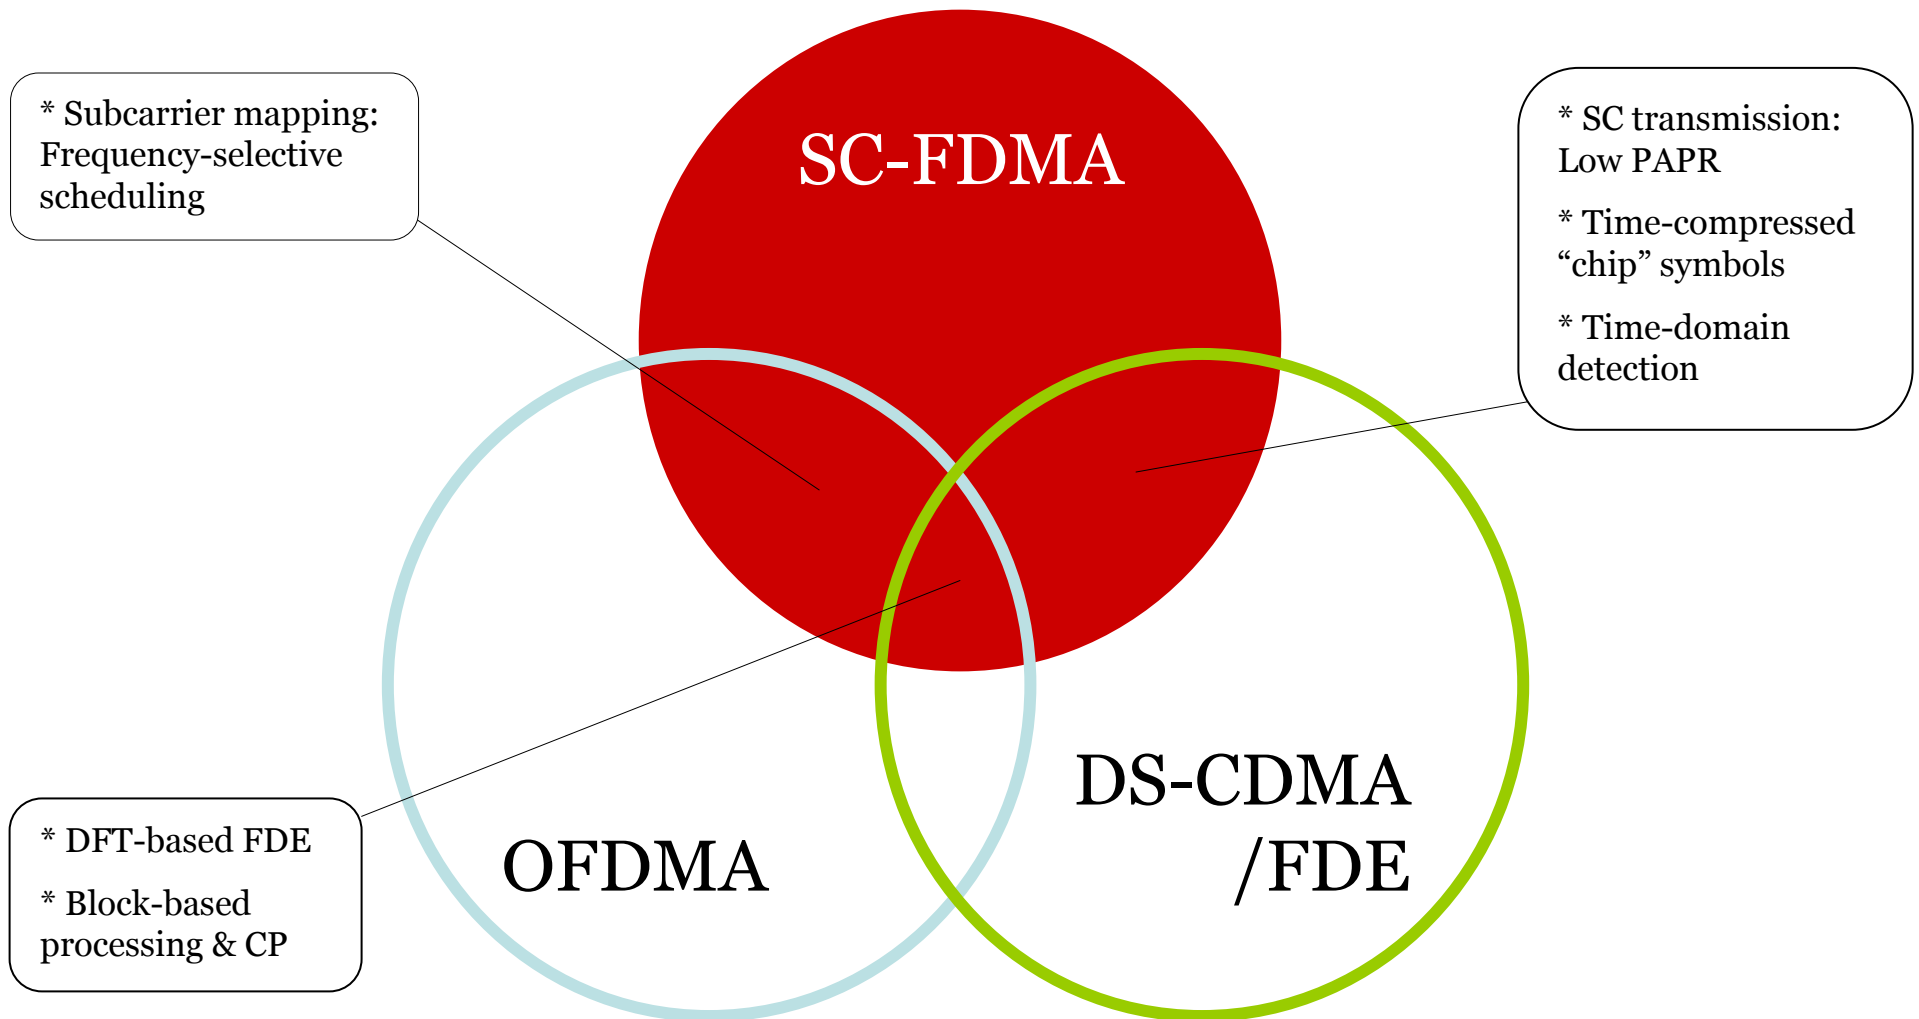 SC-FDMA
* Subcarrier mapping:
Frequency-selective
scheduling
* SC transmission:
Low PAPR
* Time-compressed
“chip” symbols
* Time-domain
detection
* DFT-based FDE
* Block-based
processing & CP
OFDMA
DS-CDMA
/FDE